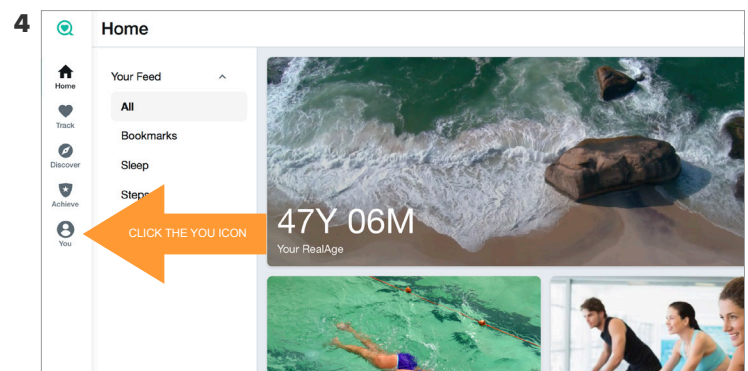 4
Home
Home
Track
Discover
Achieve
You
Your Feed
All
Bookmarks
Sleep
Steps
CLICK THE YOU ICON
47Y 06M
Your RealAge